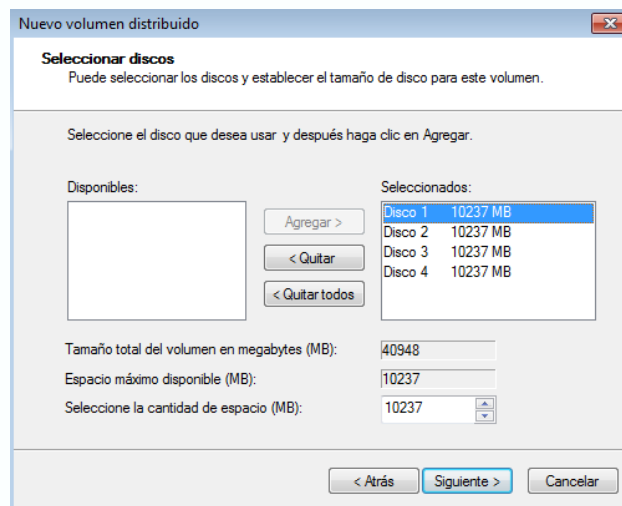 Nuevo volumen distribuido
Seleccionar discos
Puede seleccionar los discos y establecer el tamaño de disco para este volumen.
Seleccione el disco que desea usar y después haga clic en Agregar.
Disponibles:
Seleccionados:
Agregar >
< Quitar
< Quitar todos
Disco 1 10237 MB
Disco 2 10237 MB
Disco 3 10237 MB
Disco 4 10237 MB
Tamaño total del volumen en megabytes (MB): 40948
Espacio máximo disponible (MB): 10237
Seleccione la cantidad de espacio (MB): 10237
< Atrás Siguiente > Cancelar